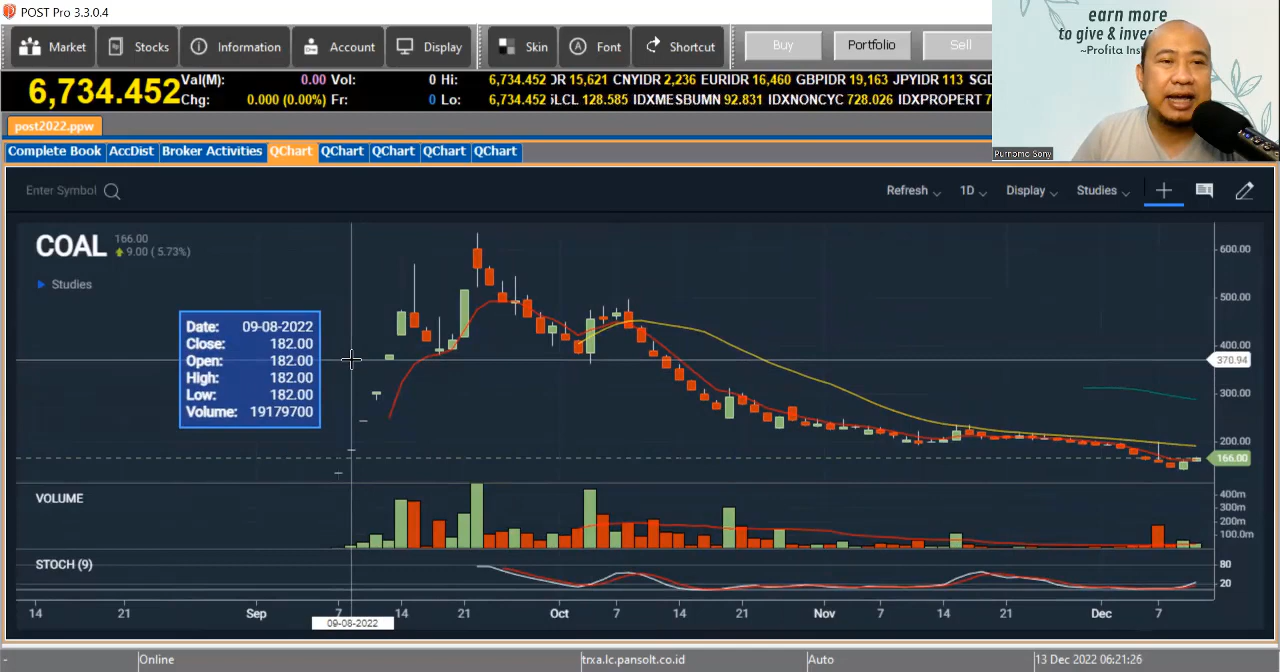 POST Pro 3.3.0.4
Market
Stocks
Information
Account
Display
Skin
Font
Shortcut
Buy
Portfolio
Sell
earn more
to give & inve
~Profita Ins
6,734.452
Val(M): 0.00 Vol: 0 Hi: 6,734.452
Chg: 0.000 (0.00%) Fr: 0 Lo: 6,734.452
DR 15,621 CNYIDR 2,236 EURIDR 16,460 GBPIDR 19,163 JPYIDR 113 SGD
LCL 128.585 IDXMESBUMN 92.831 IDXNONCYC 728.026 IDXPROPERT 7
post2022.ppw
Purnomo Sony
Complete Book
AccDist
Broker Activities
QChart
QChart
QChart
QChart
QChart
Enter Symbol
Refresh
1D
Display
Studies
COAL
166.00
9.00 ( 5.73%)
Studies
Date: 09-08-2022
Close: 182.00
Open: 182.00
High: 182.00
Low: 182.00
Volume: 19179700
600.00
500.00
400.00
370.94
300.00
200.00
166.00
VOLUME
400m
300m
200m
100.0m
STOCH (9)
80
20
14 21 Sep 7 14 21 Oct 7 14 21 Nov 7 14 21 Dec 7
09-08-2022
-
Online
trxa.lc.pansolt.co.id
Auto
13 Dec 2022 06:21:26